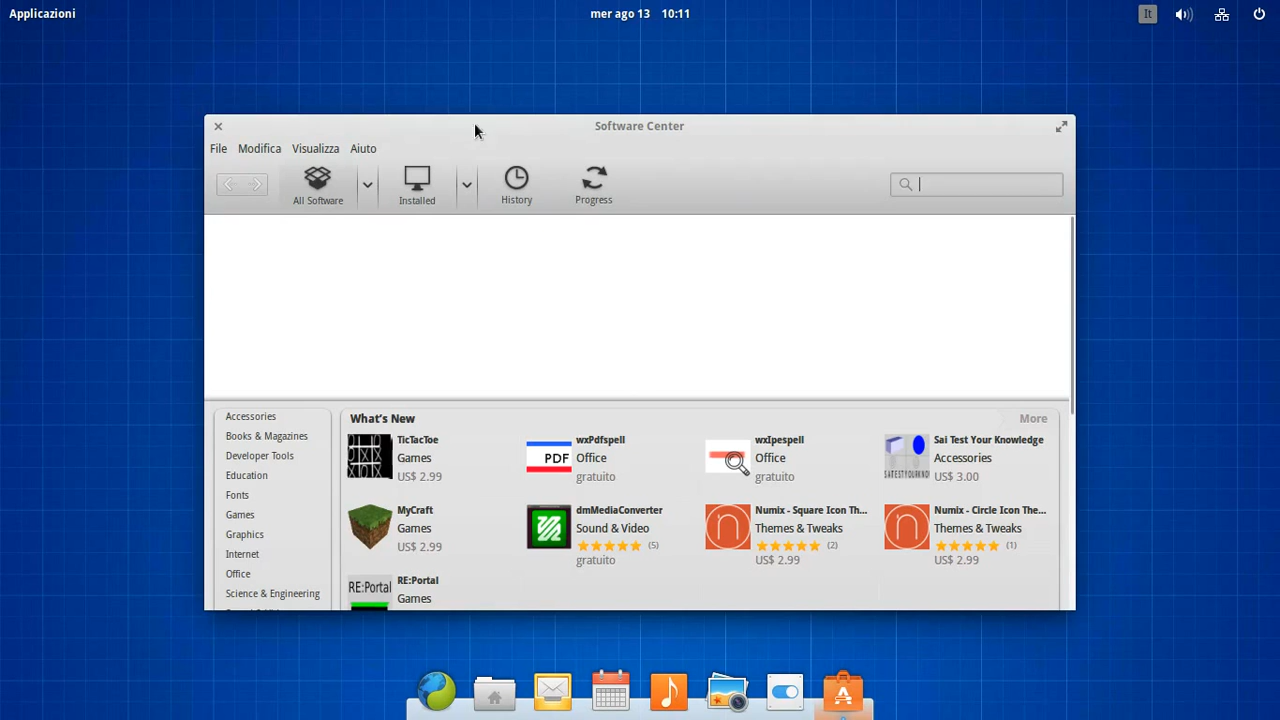 Applicazioni
mer ago 13 10:11
It
Software Center
File Modifica Visualizza Aiuto
All Software Installed History Progress
Accessories
Books & Magazines
Developer Tools
Education
Fonts
Games
Graphics
Internet
Office
Science & Engineering
What's New More
TicTacToe
Games
US$ 2.99
wxPdfspell
Office
gratuito
PDF
wxIpespell
Office
gratuito
Sai Test Your Knowledge
Accessories
US$ 3.00
MyCraft
Games
US$ 2.99
dmMediaConverter
Sound & Video
(5)
gratuito
n
Numix - Square Icon Th...
Themes & Tweaks
(2)
US$ 2.99
n
Numix - Circle Icon The...
Themes & Tweaks
(1)
US$ 2.99
RE:Portal
RE:Portal
Games